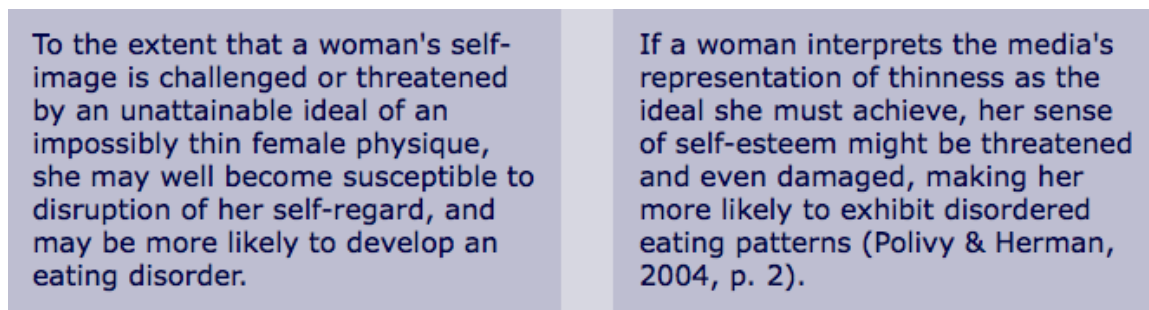 To the extent that a woman's self-
image is challenged or threatened
by an unattainable ideal of an
impossibly thin female physique,
she may well become susceptible to
disruption of her self-regard, and
may be more likely to develop an
eating disorder.
If a woman interprets the media's
representation of thinness as the
ideal she must achieve, her sense
of self-esteem might be threatened
and even damaged, making her
more likely to exhibit disordered
eating patterns (Polivy & Herman,
2004, p. 2).